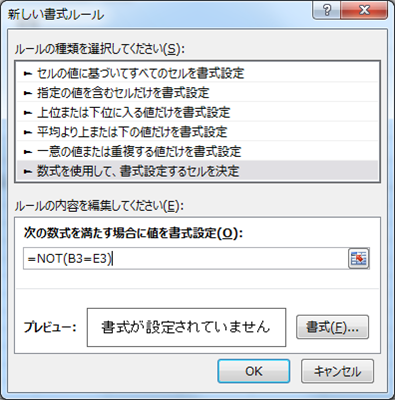 新しい書式ルール
ルールの種類を選択してください(S):
► セルの値に基づいてすべてのセルを書式設定
► 指定の値を含むセルだけを書式設定
► 上位または下位に入る値だけを書式設定
► 平均より上または下の値だけを書式設定
► 一意の値または重複する値だけを書式設定
► 数式を使用して、書式設定するセルを決定
ルールの内容を編集してください(E):
次の数式を満たす場合に値を書式設定(O):
=NOT(B3=E3)
プレビュー: 書式が設定されていません 書式(F)...
OK キャンセル